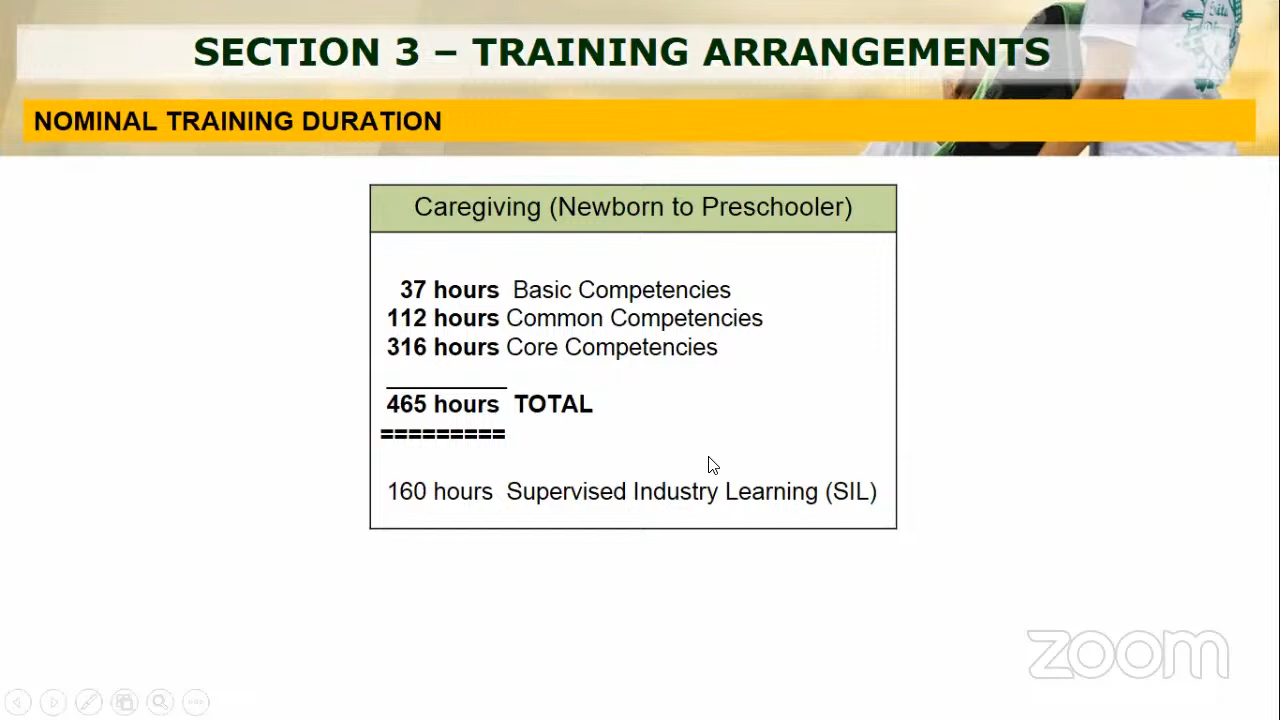 SECTION 3 – TRAINING ARRANGEMENTS
NOMINAL TRAINING DURATION
Caregiving (Newborn to Preschooler)
37 hours Basic Competencies
112 hours Common Competencies
316 hours Core Competencies
465 hours TOTAL
=========
160 hours Supervised Industry Learning (SIL)
zoom